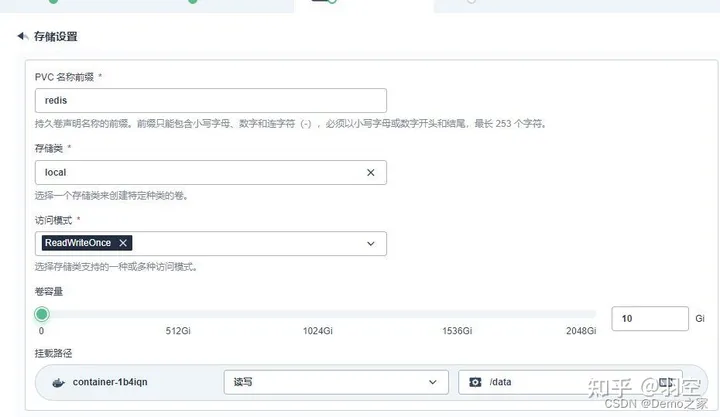 存储设置
PVC 名称前缀 *
redis
持久卷声明名称的前缀。前缀只能包含小写字母、数字和连字符（-），必须以小写字母或数字开头和结尾，最长 253 个字符。
存储类 *
local
选择一个存储类来创建特定种类的卷。
访问模式 *
ReadWriteOnce
选择存储类支持的一种或多种访问模式。
卷容量
0 512Gi 1024Gi 1536Gi 2048Gi
10 Gi
挂载路径
container-1b4iqn 读写 /data
知乎 @羽空
CSDN @Demo之家